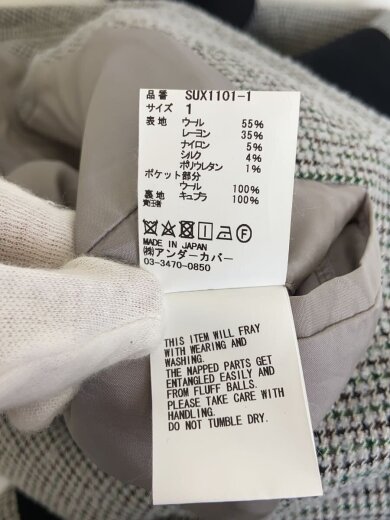 品番 SUX1101-1
サイズ 1
表地 ウール 55%
レーヨン 35%
ナイロン 5%
シルク 4%
ポリウレタン 1%
ポケット部分
ウール 100%
裏地 キュプラ 100%
責任者
MADE IN JAPAN
㈱アンダーカバー
03-3470-0850
THIS ITEM WILL FRAY
WITH WEARING AND
WASHING.
THE NAPPED PARTS GET
ENTANGLED EASILY AND
FROM FLUFF BALLS.
PLEASE TAKE CARE WITH
HANDLING.
DO NOT TUMBLE DRY.